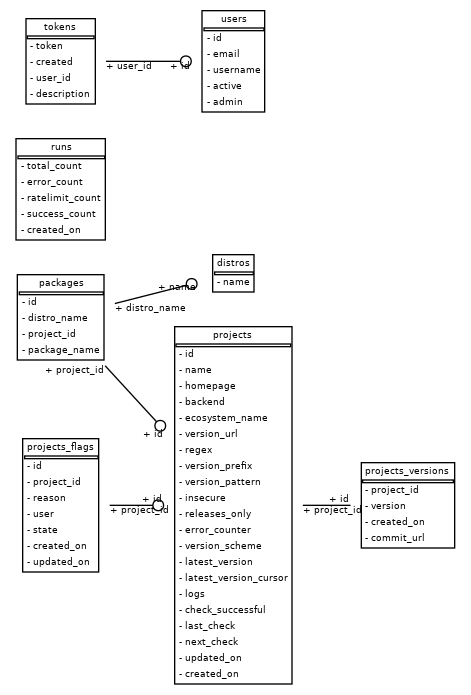 tokens
- token
- created
- user_id
- description
+ user_id
+ id
users
- id
- email
- username
- active
- admin
runs
- total_count
- error_count
- ratelimit_count
- success_count
- created_on
distros
- name
packages
- id
- distro_name
- project_id
- package_name
+ name
+ distro_name
+ project_id
+ id
projects
- id
- name
- homepage
- backend
- ecosystem_name
- version_url
- regex
- version_prefix
- version_pattern
- insecure
- releases_only
- error_counter
- version_scheme
- latest_version
- latest_version_cursor
- logs
- check_successful
- last_check
- next_check
- updated_on
- created_on
projects_flags
- id
- project_id
- reason
- user
- state
- created_on
- updated_on
+ id
+ project_id
+ id
+ project_id
projects_versions
- project_id
- version
- created_on
- commit_url